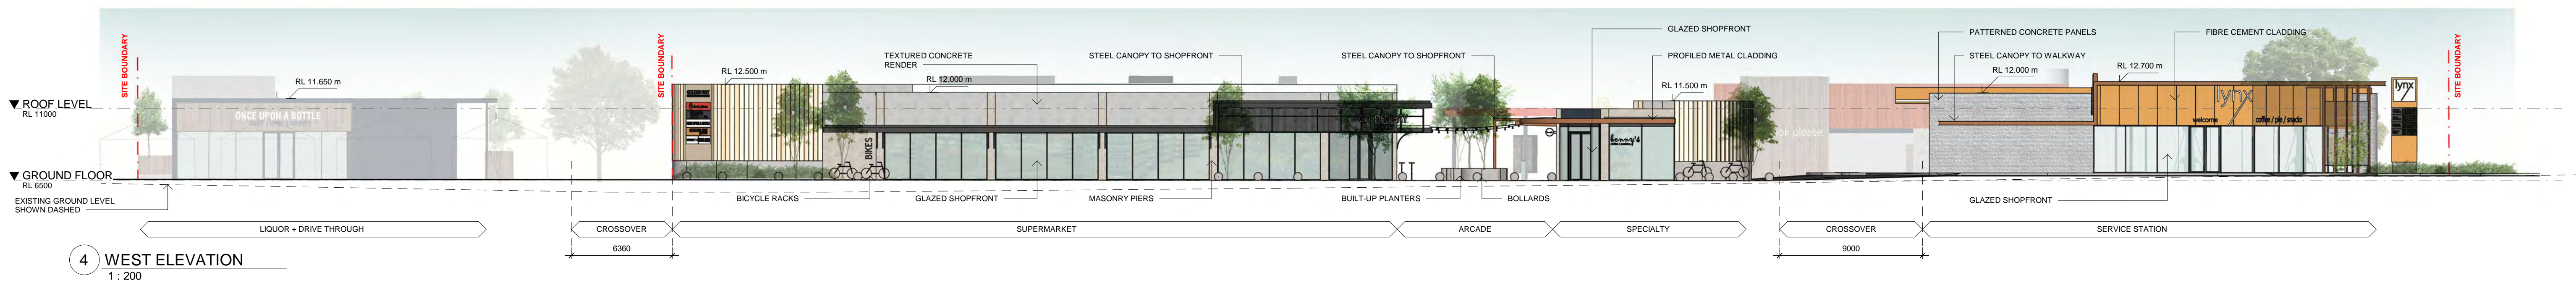 SITE BOUNDARY
SITE BOUNDARY
SITE BOUNDARY
GLAZED SHOPFRONT
PATTERNED CONCRETE PANELS
FIBRE CEMENT CLADDING
TEXTURED CONCRETE
RENDER
STEEL CANOPY TO SHOPFRONT
STEEL CANOPY TO SHOPFRONT
PROFILED METAL CLADDING
STEEL CANOPY TO WALKWAY
RL 11.650 m
RL 12.500 m
RL 12.000 m
RL 11.500 m
RL 12.000 m
RL 12.700 m
ROOF LEVEL
RL 11000
ONCE UPON A BOTTLE
BIKES
benny's
door please
lynx
welcome
coffee / pie / snacks
lynx
GROUND FLOOR
RL 6500
EXISTING GROUND LEVEL
SHOWN DASHED
BICYCLE RACKS
GLAZED SHOPFRONT
MASONRY PIERS
BUILT-UP PLANTERS
BOLLARDS
GLAZED SHOPFRONT
LIQUOR + DRIVE THROUGH
CROSSOVER
SUPERMARKET
ARCADE
SPECIALTY
CROSSOVER
SERVICE STATION
6360
9000
4
WEST ELEVATION
1 : 200